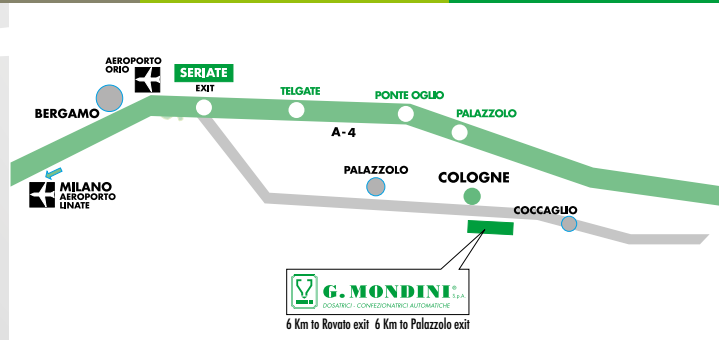 AEROPORTO
ORIO
SERIATE
EXIT
BERGAMO
TELGATE
PONTE OGLIO
PALAZZOLO
A-4
MILANO
AEROPORTO
LINATE
PALAZZOLO
COLOGNE
COCCAGLIO
G. MONDINI® S.p.A.
DOSATRICI - CONFEZIONATRICI AUTOMATICHE
6 Km to Rovato exit 6 Km to Palazzolo exit